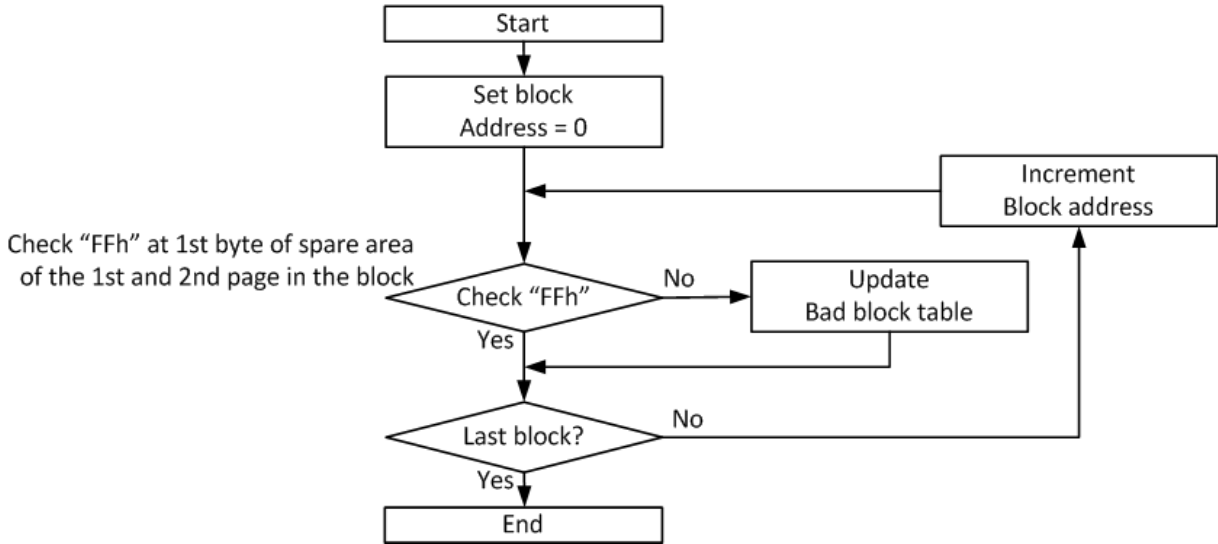 Start
Set block
Address = 0
Increment
Block address
Check “FFh” at 1st byte of spare area
of the 1st and 2nd page in the block
Check “FFh”
No
Update
Bad block table
Yes
Last block?
No
Yes
End